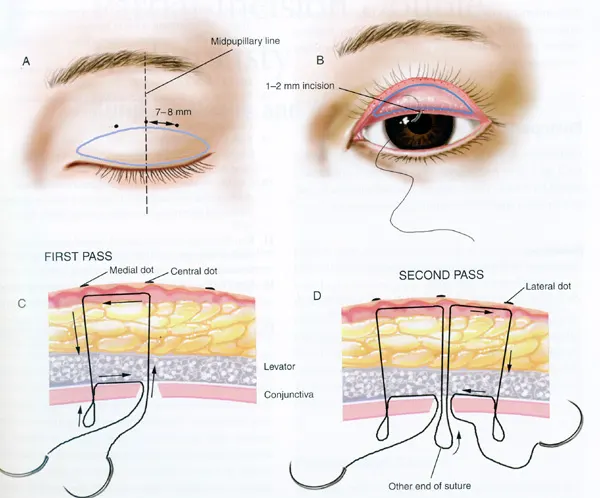 A
Midpupillary line
7–8 mm
B
1–2 mm incision
FIRST PASS
Medial dot
Central dot
C
Levator
Conjunctiva
SECOND PASS
D
Lateral dot
Other end of suture